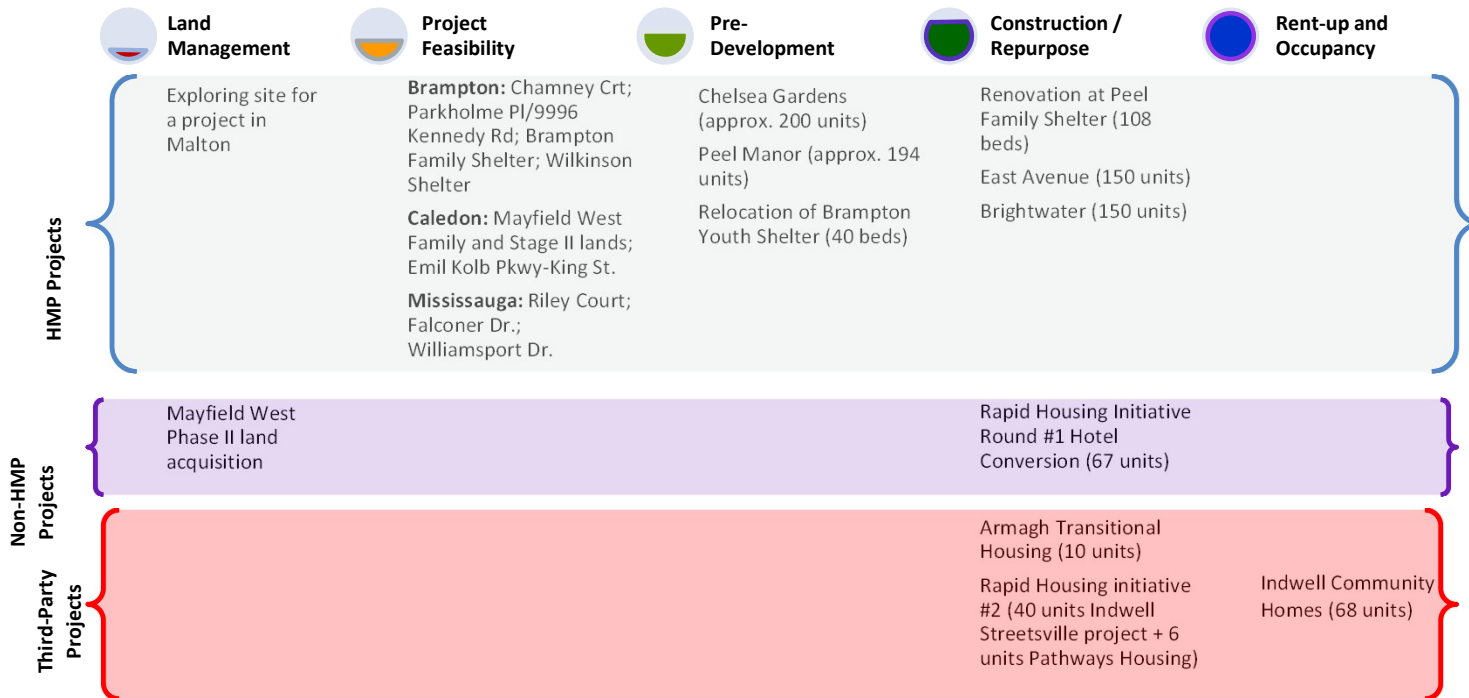 Land
Management
Project
Feasibility
Pre-
Development
Construction /
Repurpose
Rent-up and
Occupancy
HMP Projects
Exploring site for
a project in
Malton
Brampton: Chamney Crt;
Parkholme Pl/9996
Kennedy Rd; Brampton
Family Shelter; Wilkinson
Shelter
Caledon: Mayfield West
Family and Stage II lands;
Emil Kolb Pkwy-King St.
Mississauga: Riley Court;
Falconer Dr.;
Williamsport Dr.
Chelsea Gardens
(approx. 200 units)
Peel Manor (approx. 194
units)
Relocation of Brampton
Youth Shelter (40 beds)
Renovation at Peel
Family Shelter (108
beds)
East Avenue (150 units)
Brightwater (150 units)
Non-HMP
Projects
Mayfield West
Phase II land
acquisition
Rapid Housing Initiative
Round #1 Hotel
Conversion (67 units)
Third-Party
Projects
Armagh Transitional
Housing (10 units)
Rapid Housing initiative
#2 (40 units Indwell
Streetsville project + 6
units Pathways Housing)
Indwell Community
Homes (68 units)